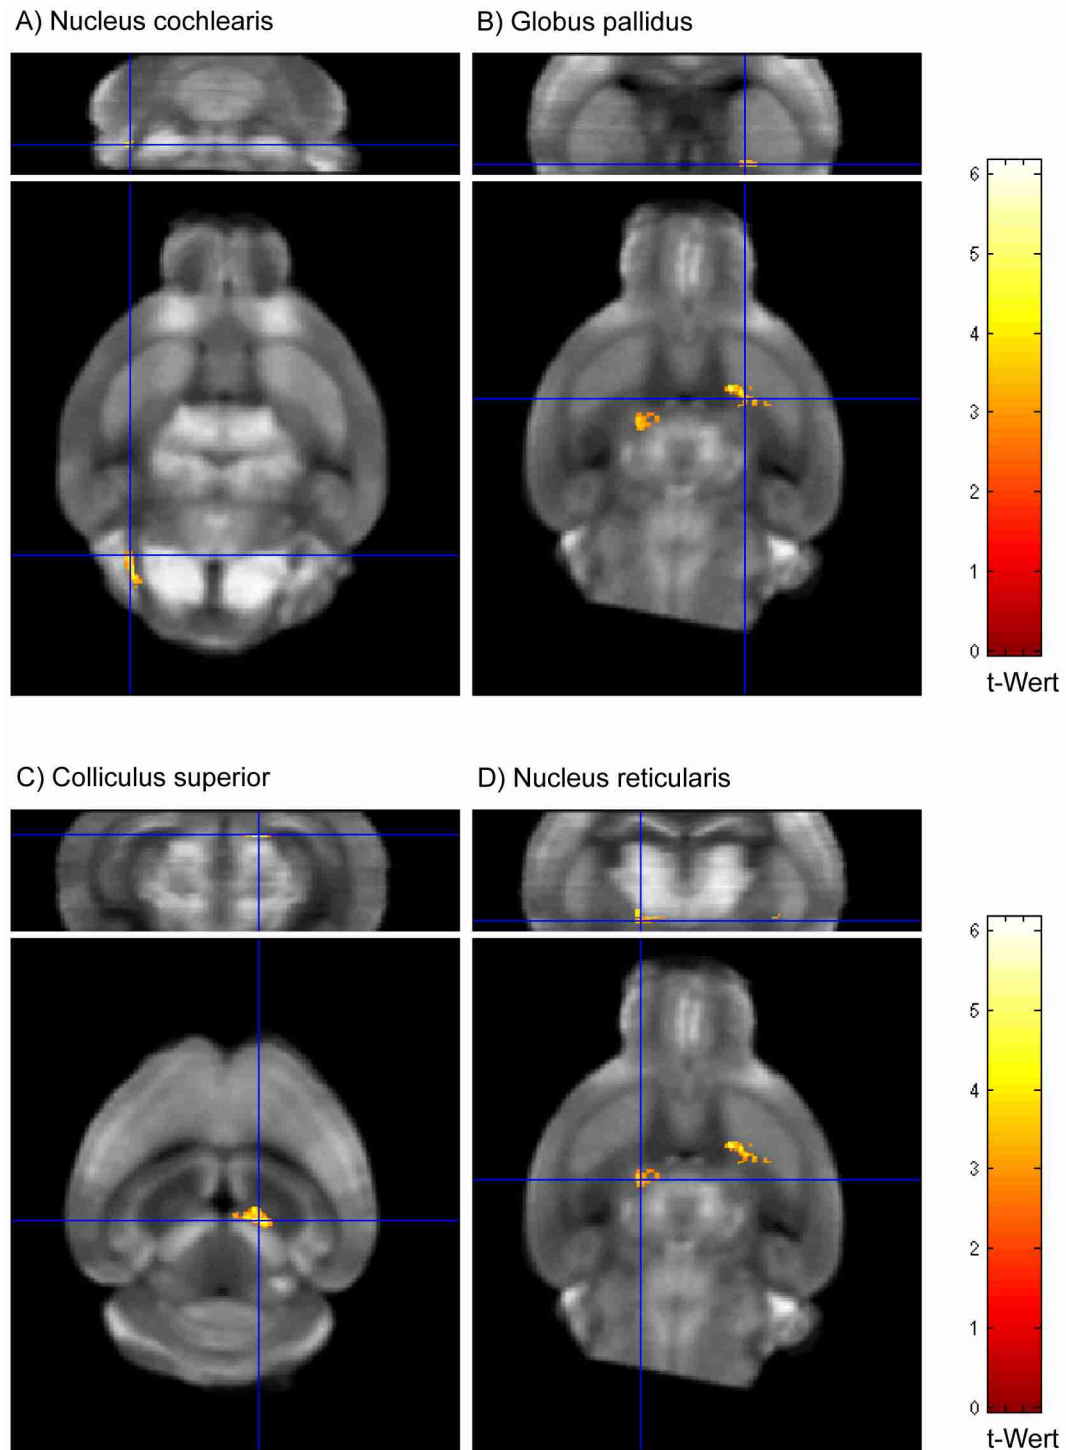 A) Nucleus cochlearis
B) Globus pallidus
6
5
4
3
2
1
0
t-Wert
C) Colliculus superior
D) Nucleus reticularis
6
5
4
3
2
1
0
t-Wert